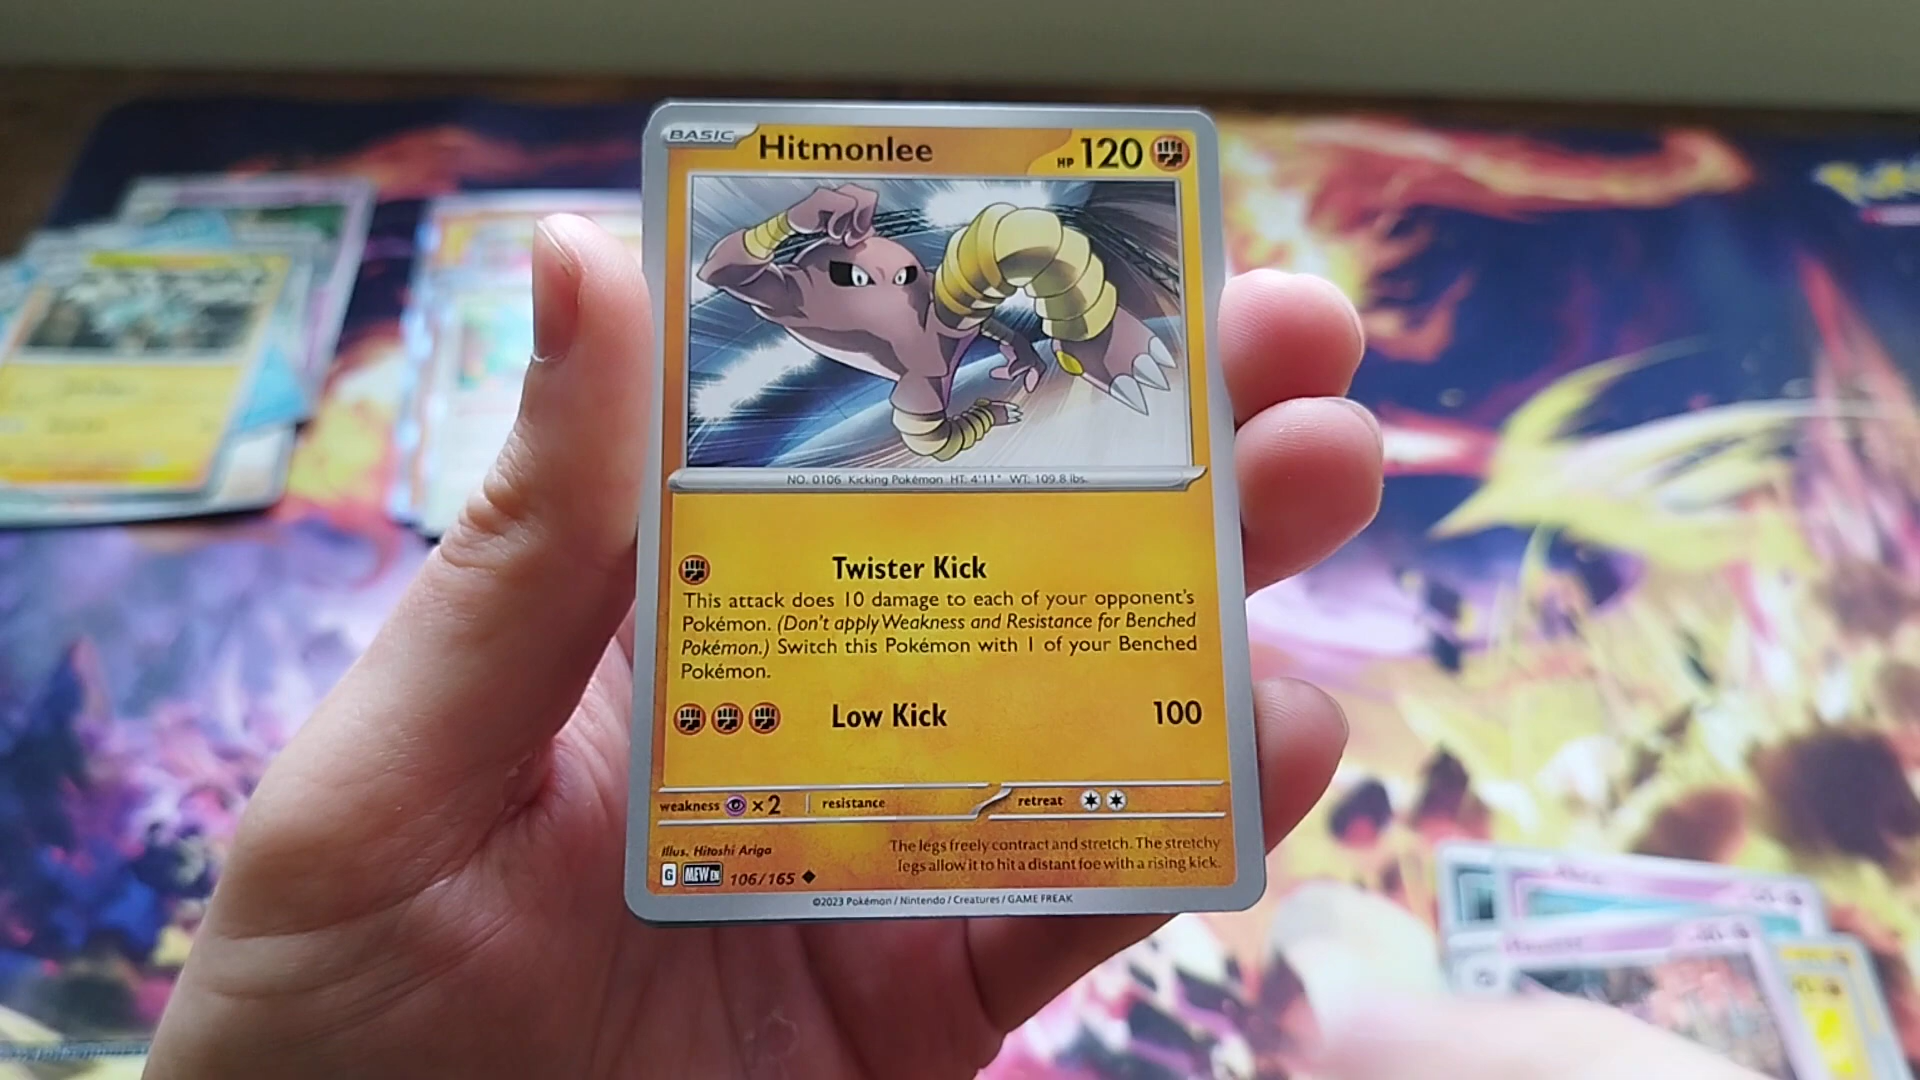 BASIC Hitmonlee HP 120
NO. 0106 Kicking Pokémon HT: 4'11" WT: 109.8 lbs.
Twister Kick
This attack does 10 damage to each of your opponent's
Pokémon. (Don't apply Weakness and Resistance for Benched
Pokémon.) Switch this Pokémon with 1 of your Benched
Pokémon.
Low Kick 100
weakness ×2 resistance retreat
Illus. Hitoshi Ariga
The legs freely contract and stretch. The stretchy
legs allow it to hit a distant foe with a rising kick.
G MEW EN 106/165
©2023 Pokémon / Nintendo / Creatures / GAME FREAK